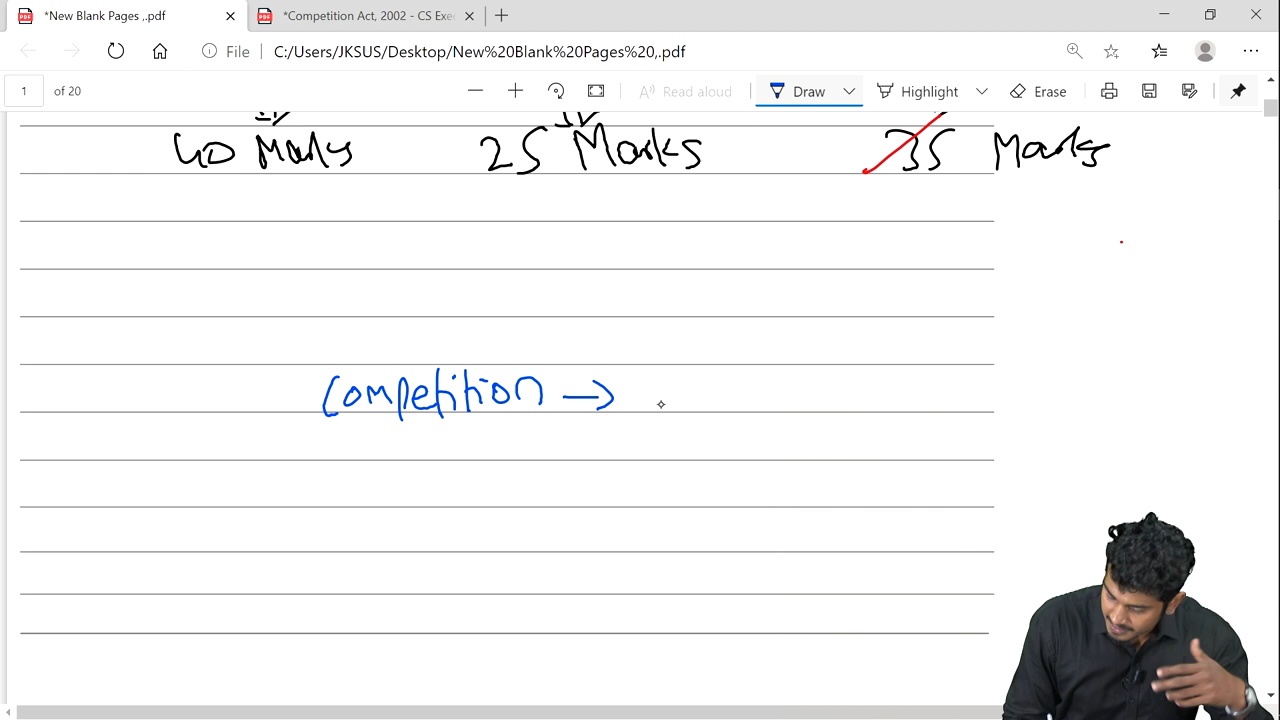 *New Blank Pages ,.pdf
*Competition Act, 2002 - CS Exe
File
C:/Users/JKSUS/Desktop/New%20Blank%20Pages%20,.pdf
1 of 20
Read aloud
Draw
Highlight
Erase
40 Marks 25 Marks 35 Marks
Competition →